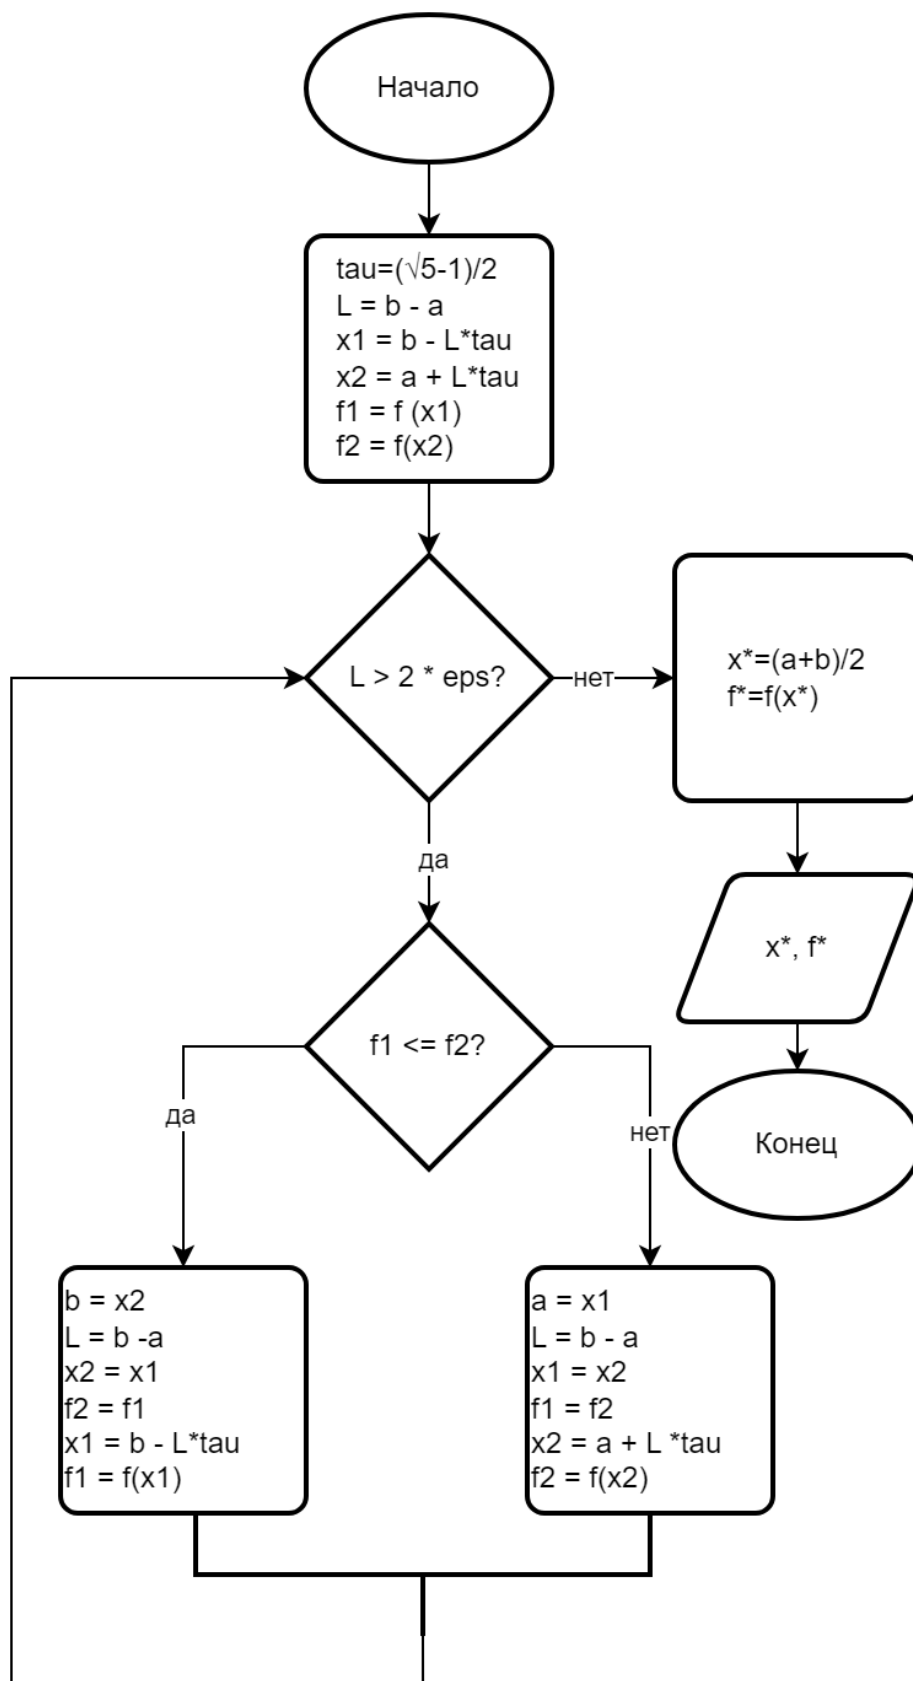 Начало
tau=(√5-1)/2
L = b - a
x1 = b - L*tau
x2 = a + L*tau
f1 = f (x1)
f2 = f(x2)
L > 2 * eps?
нет
x*=(a+b)/2
f*=f(x*)
да
x*, f*
f1 <= f2?
да
нет
Конец
b = x2
L = b -a
x2 = x1
f2 = f1
x1 = b - L*tau
f1 = f(x1)
a = x1
L = b - a
x1 = x2
f1 = f2
x2 = a + L *tau
f2 = f(x2)